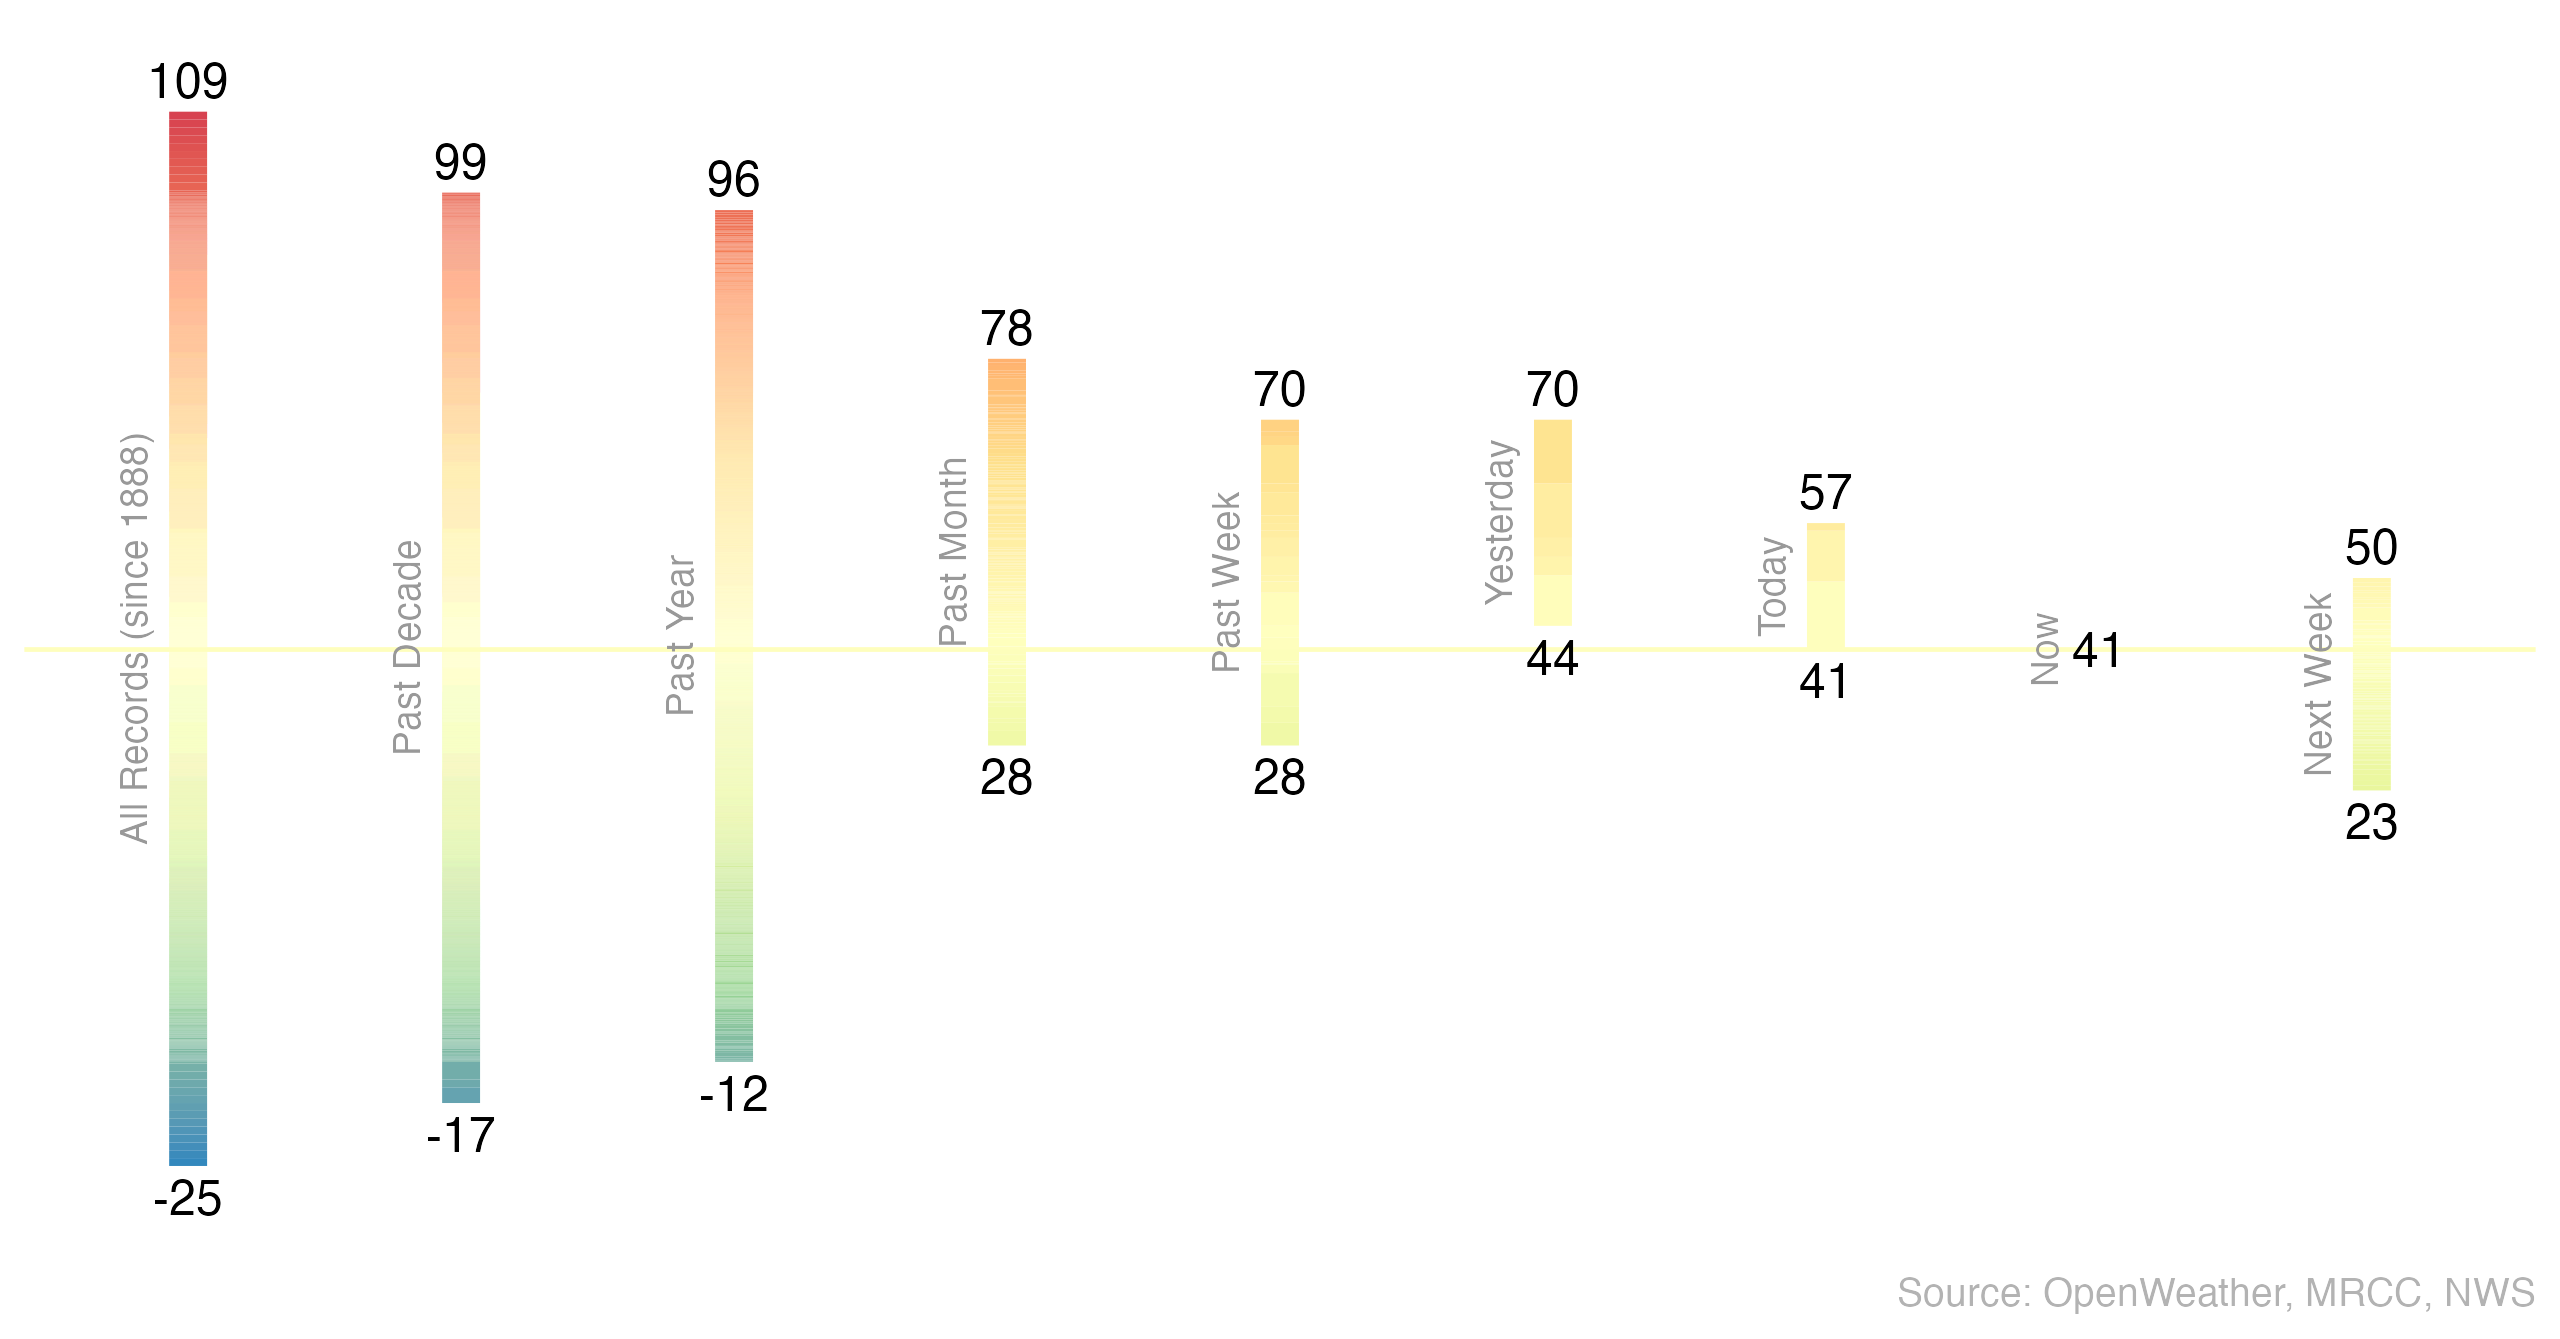 109
All Records (since 1888)
-25
99
Past Decade
-17
96
Past Year
-12
78
Past Month
28
70
Past Week
28
70
Yesterday
44
57
Today
41
Now
41
50
Next Week
23
Source: OpenWeather, MRCC, NWS